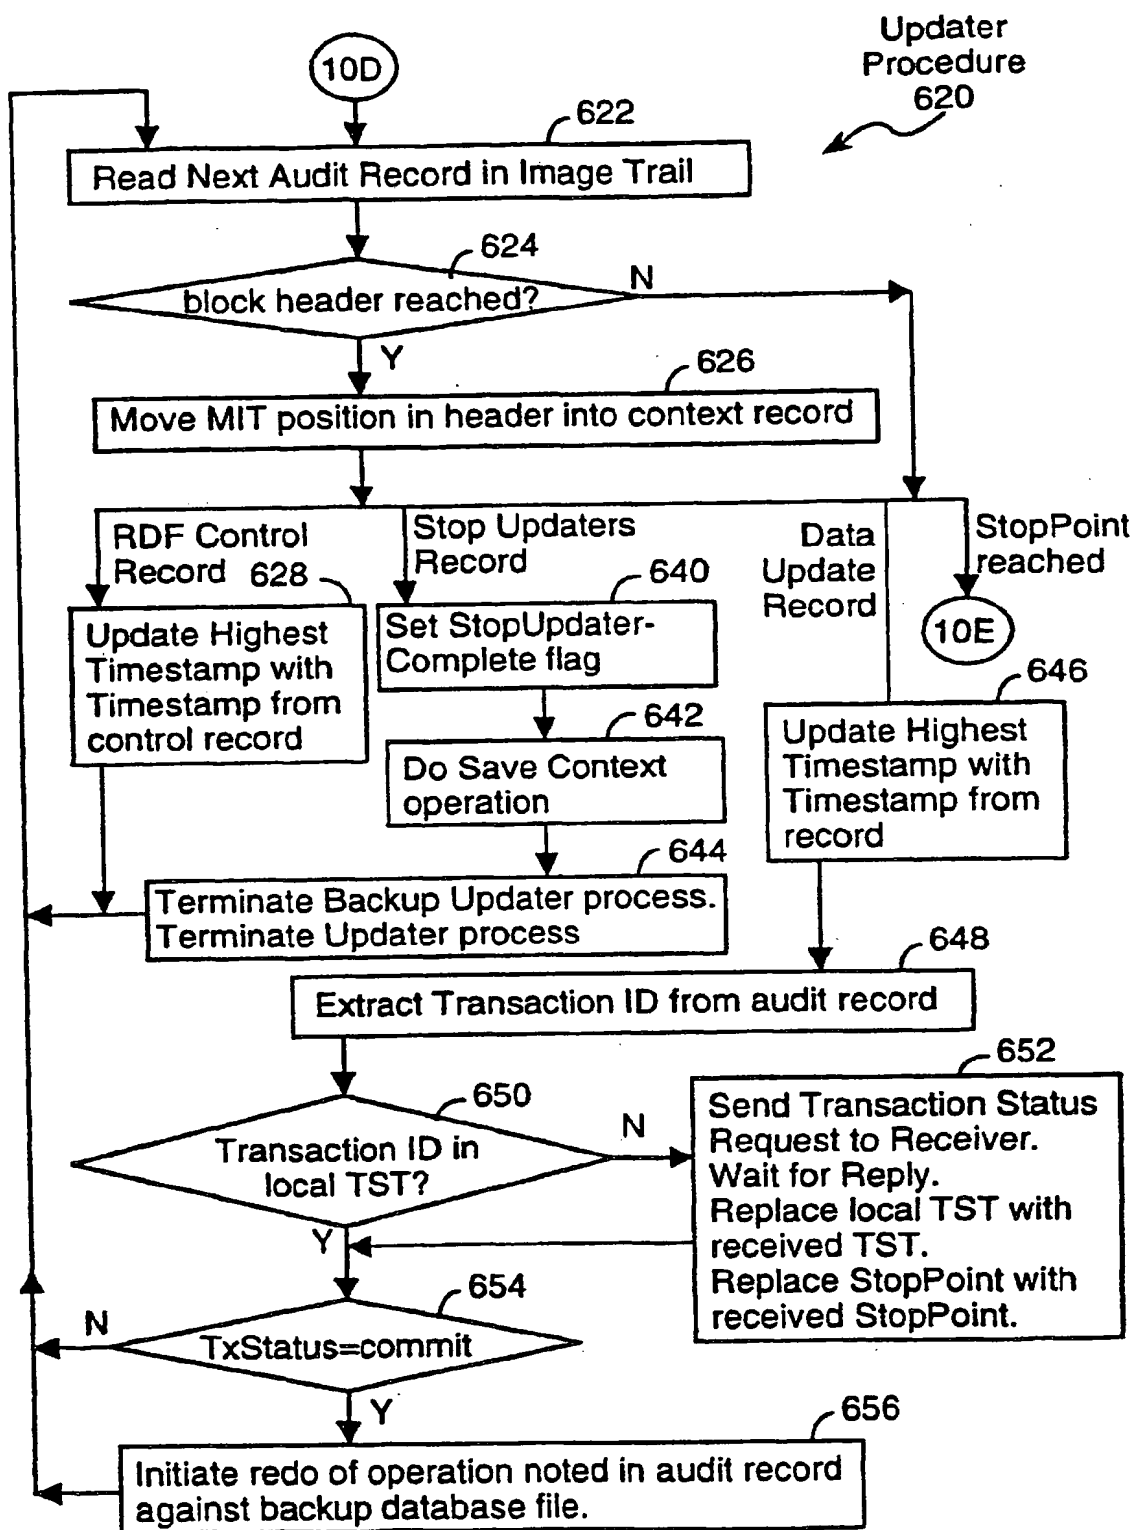 Updater
Procedure
620
10D
622
Read Next Audit Record in Image Trail
624
block header reached?
N
Y
626
Move MIT position in header into context record
RDF Control
Record
628
Stop Updaters
Record
Data
Update
Record
StopPoint
reached
10E
Update Highest
Timestamp with
Timestamp from
control record
640
Set StopUpdater-
Complete flag
642
Do Save Context
operation
644
Terminate Backup Updater process.
Terminate Updater process
646
Update Highest
Timestamp with
Timestamp from
record
648
Extract Transaction ID from audit record
650
Transaction ID in
local TST?
N
Y
652
Send Transaction Status
Request to Receiver.
Wait for Reply.
Replace local TST with
received TST.
Replace StopPoint with
received StopPoint.
654
TxStatus=commit
N
Y
656
Initiate redo of operation noted in audit record
against backup database file.